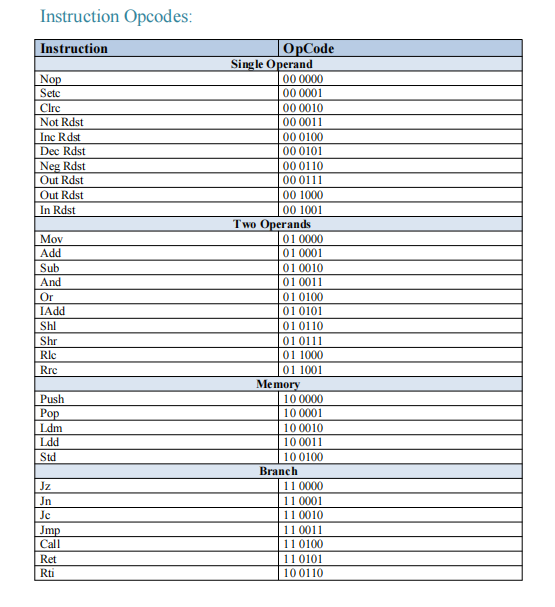 Instruction Opcodes:
Instruction OpCode
Single Operand
Nop 00 0000
Setc 00 0001
Clrc 00 0010
Not Rdst 00 0011
Inc Rdst 00 0100
Dec Rdst 00 0101
Neg Rdst 00 0110
Out Rdst 00 0111
Out Rdst 00 1000
In Rdst 00 1001
Two Operands
Mov 01 0000
Add 01 0001
Sub 01 0010
And 01 0011
Or 01 0100
IAdd 01 0101
Shl 01 0110
Shr 01 0111
Rlc 01 1000
Rrc 01 1001
Memory
Push 10 0000
Pop 10 0001
Ldm 10 0010
Ldd 10 0011
Std 10 0100
Branch
Jz 11 0000
Jn 11 0001
Jc 11 0010
Jmp 11 0011
Call 11 0100
Ret 11 0101
Rti 10 0110